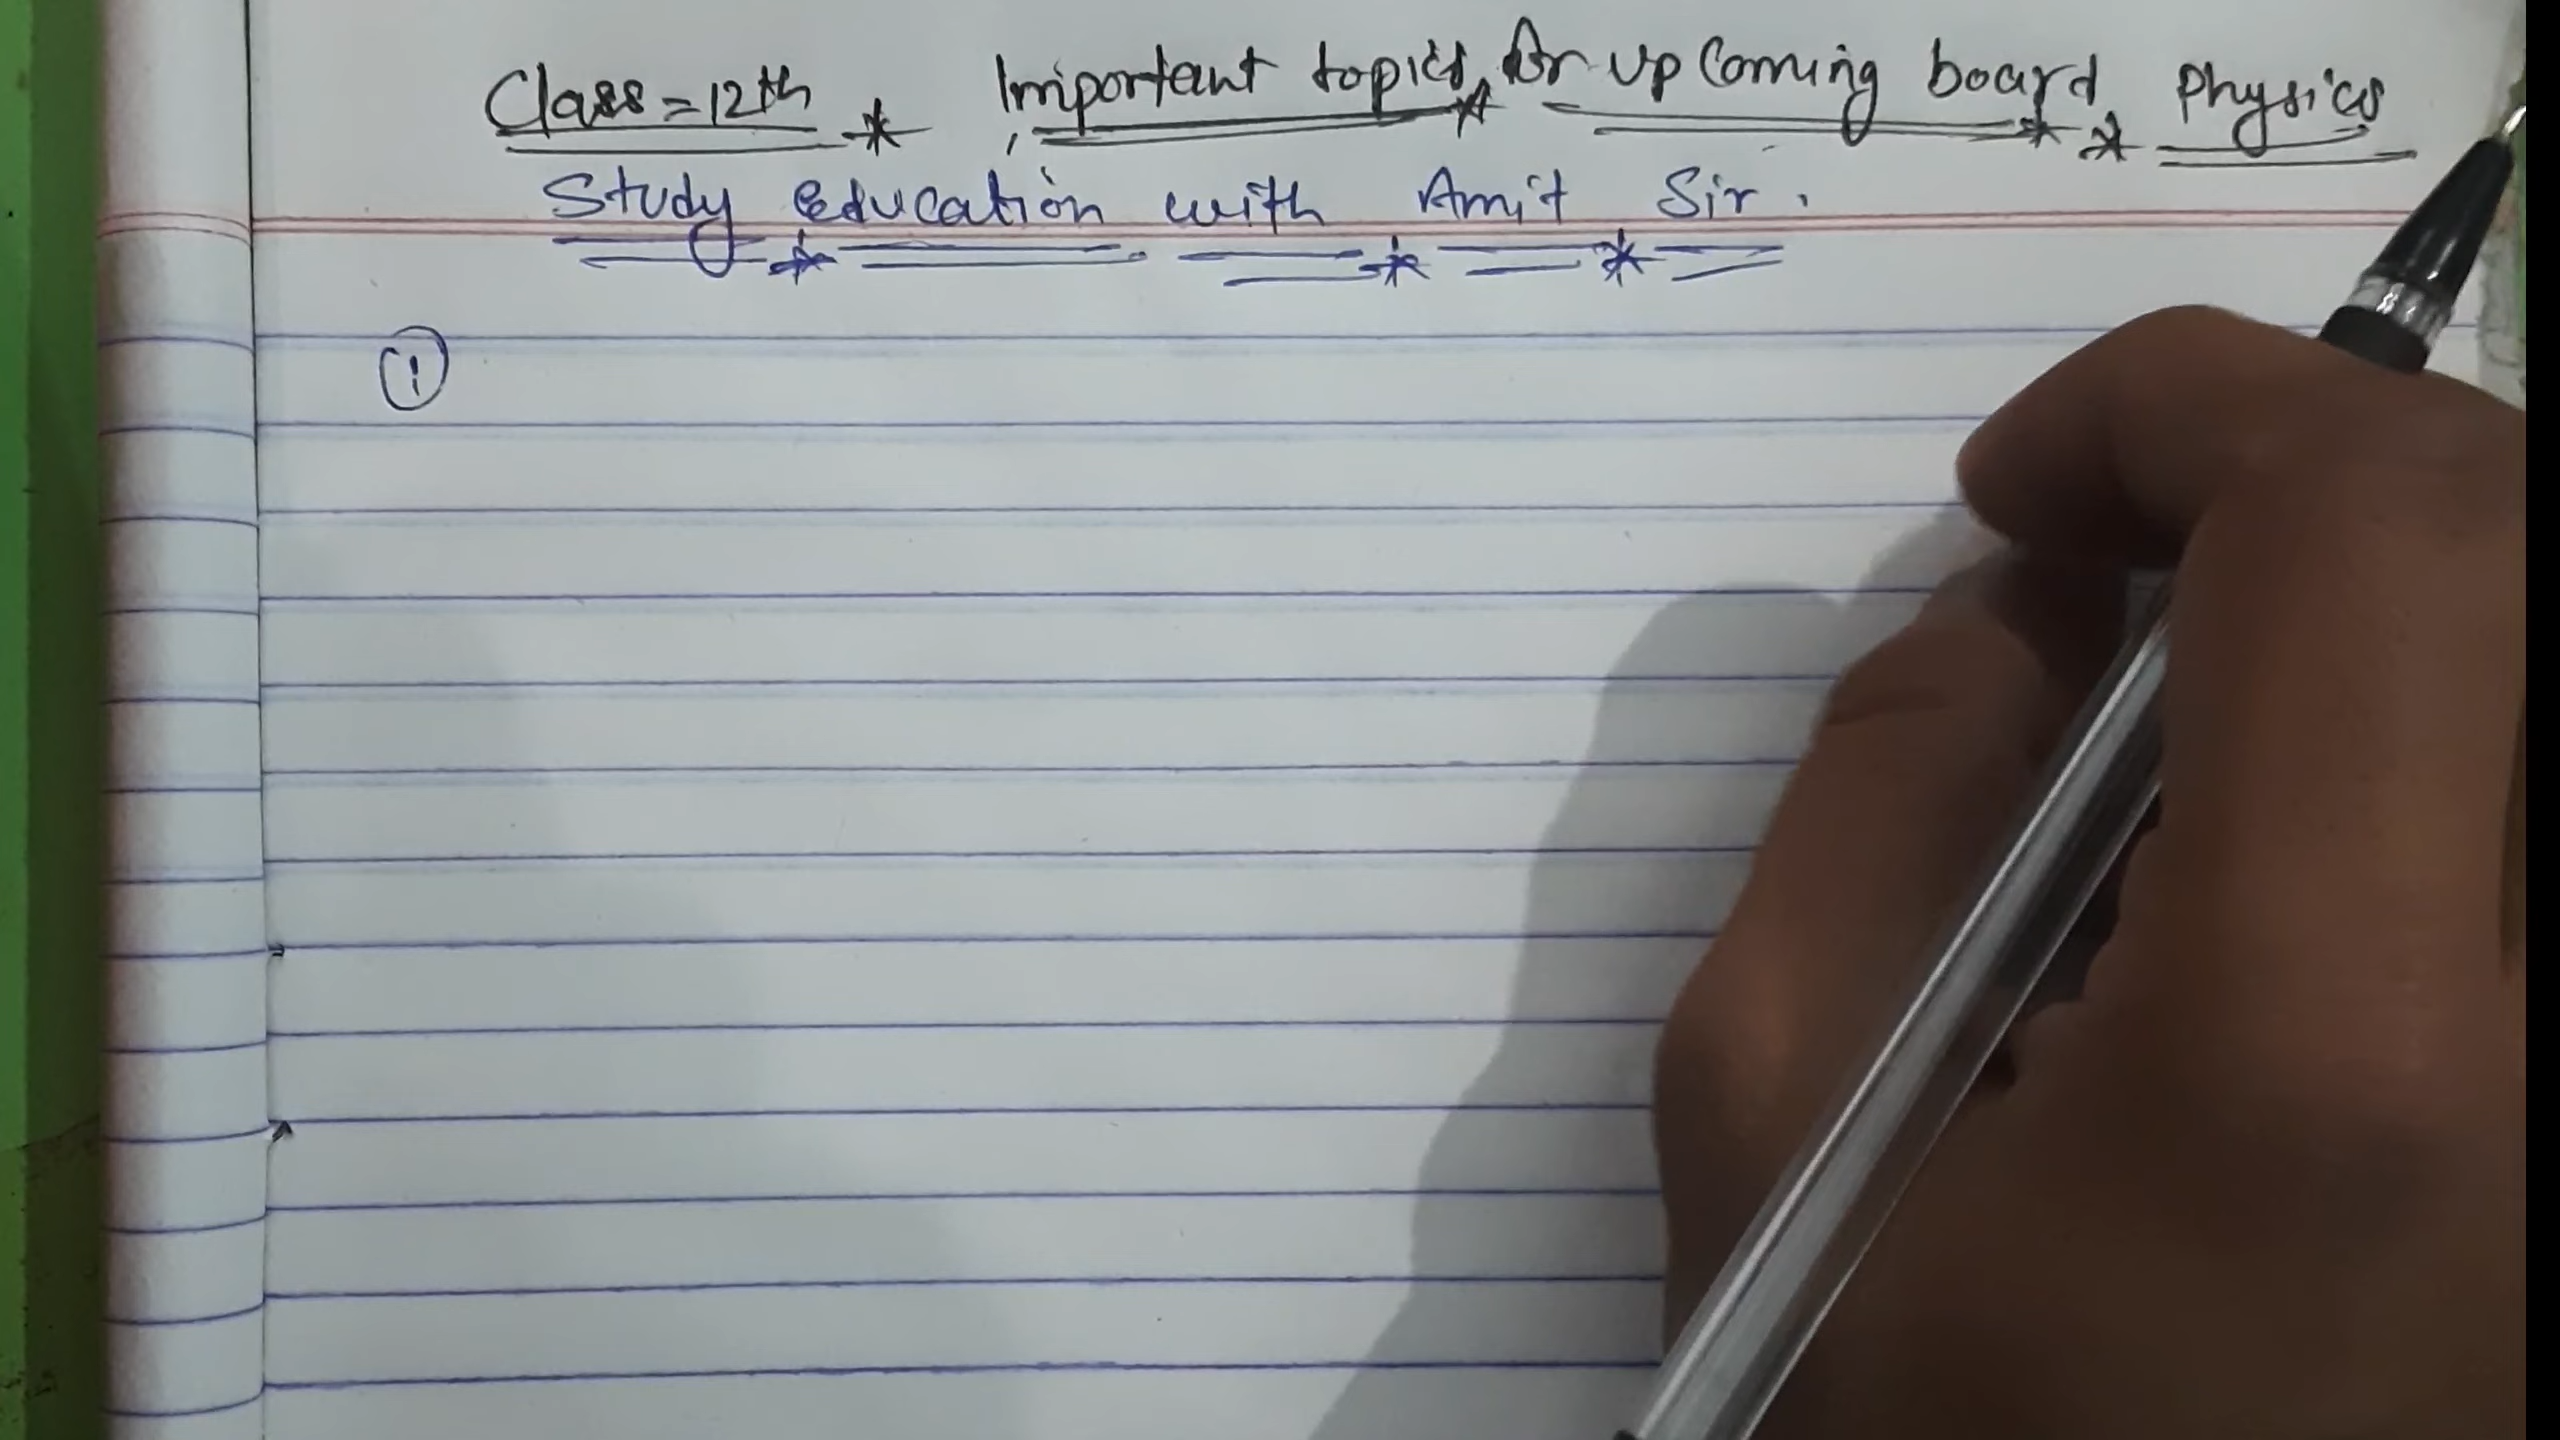 Class = 12th * Important topics for up coming board * Physics
Study education with Amit Sir.
①